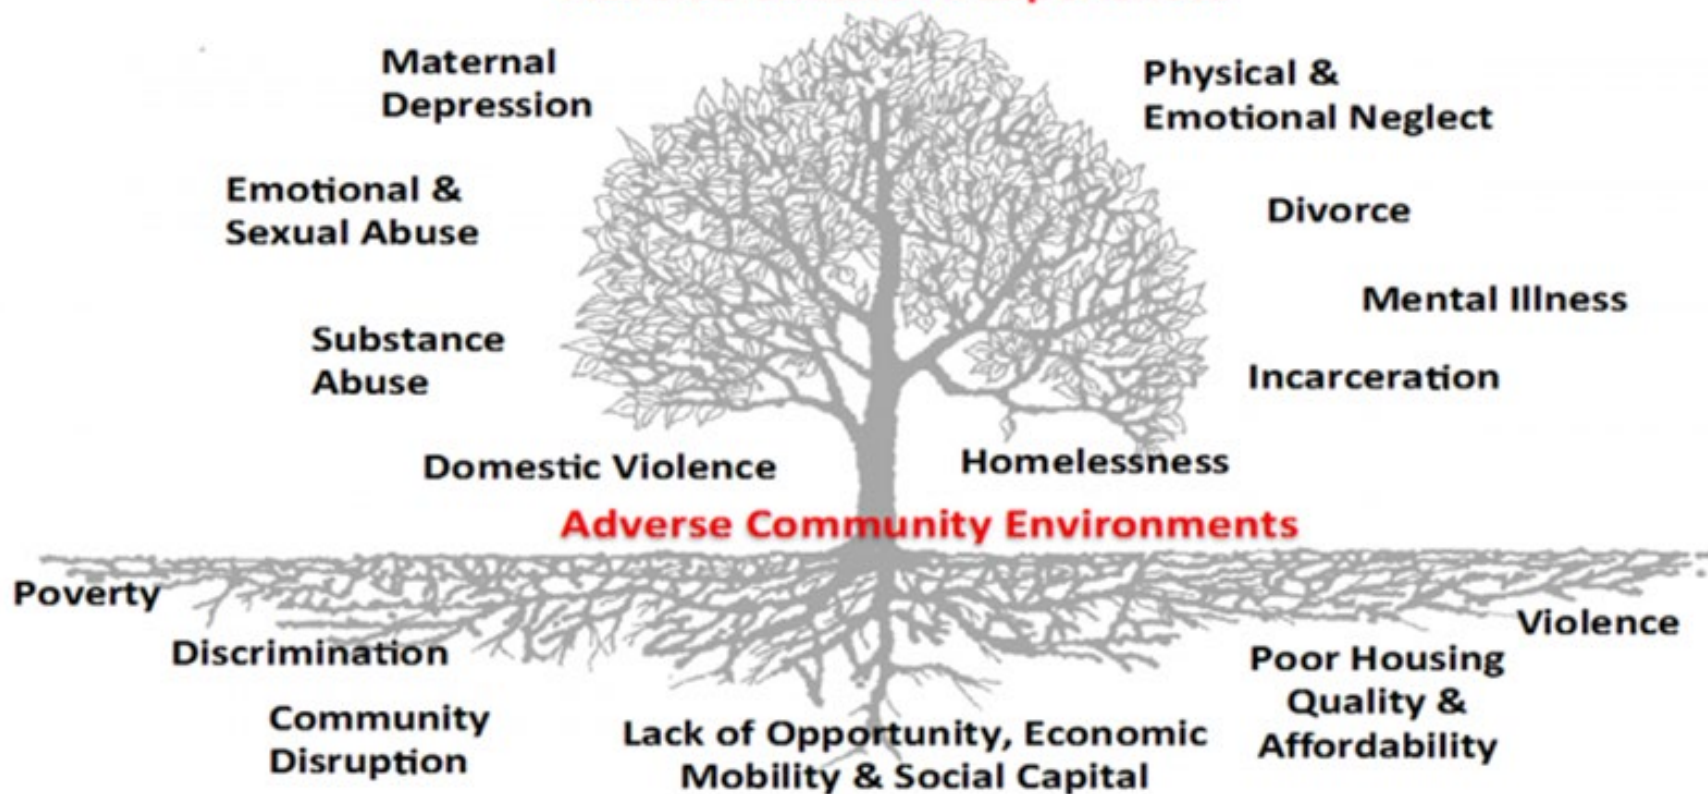 Maternal
Depression
Physical &
Emotional Neglect
Emotional &
Sexual Abuse
Divorce
Mental Illness
Substance
Abuse
Incarceration
Domestic Violence
Homelessness
Adverse Community Environments
Poverty
Violence
Discrimination
Poor Housing
Quality &
Affordability
Community
Disruption
Lack of Opportunity, Economic
Mobility & Social Capital